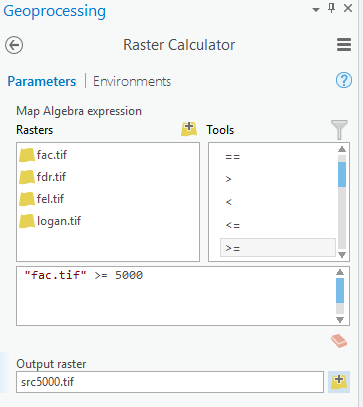 Geoprocessing
Raster Calculator
Parameters | Environments
Map Algebra expression
Rasters Tools
fac.tif
fdr.tif
fel.tif
logan.tif
==
>
<
<=
>=
"fac.tif" >= 5000
Output raster
src5000.tif